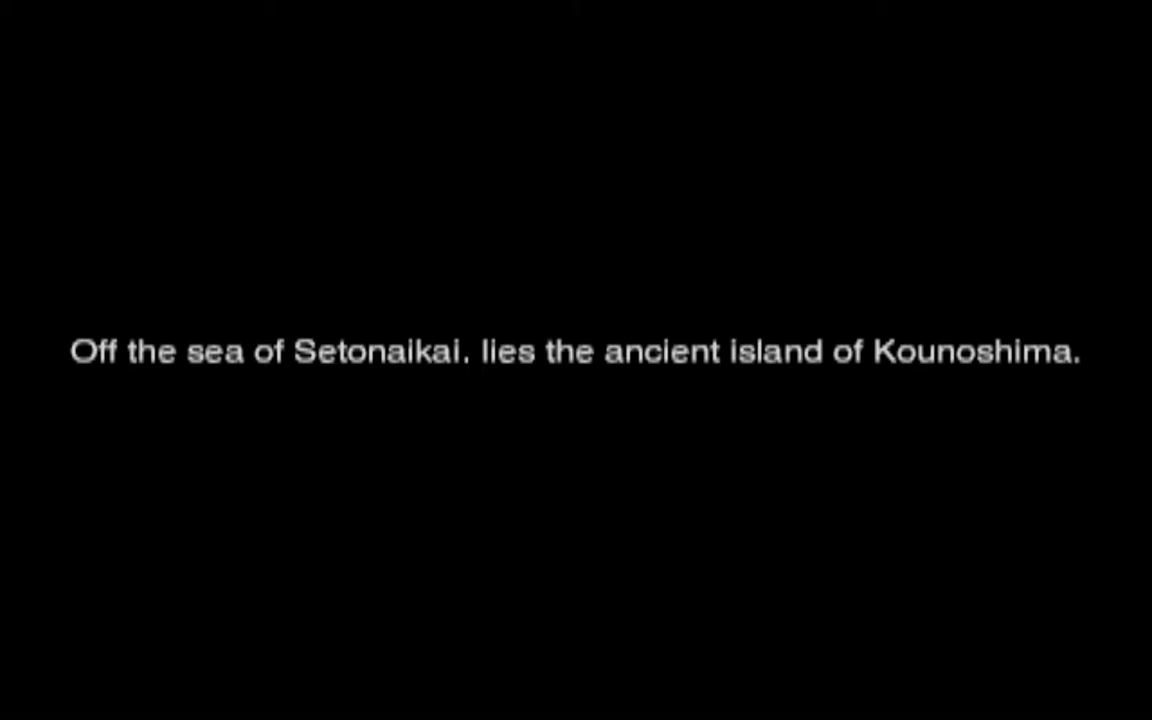 Off the sea of Setonaikai. lies the ancient island of Kounoshima.